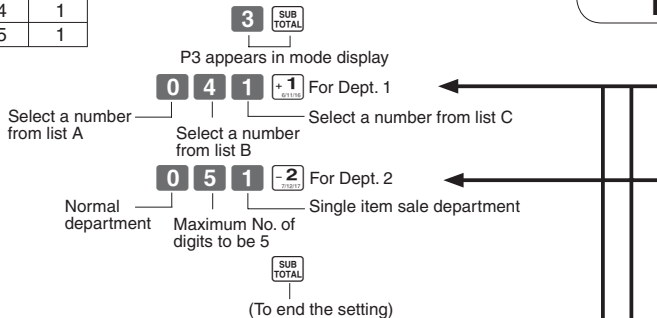 4 1
5 1
3 SUB TOTAL
P3 appears in mode display
0 4 1 + 1 6/11/16 For Dept. 1
Select a number from list A
Select a number from list B
Select a number from list C
0 5 1 - 2 7/12/17 For Dept. 2
Normal department
Maximum No. of digits to be 5
Single item sale department
SUB TOTAL
(To end the setting)